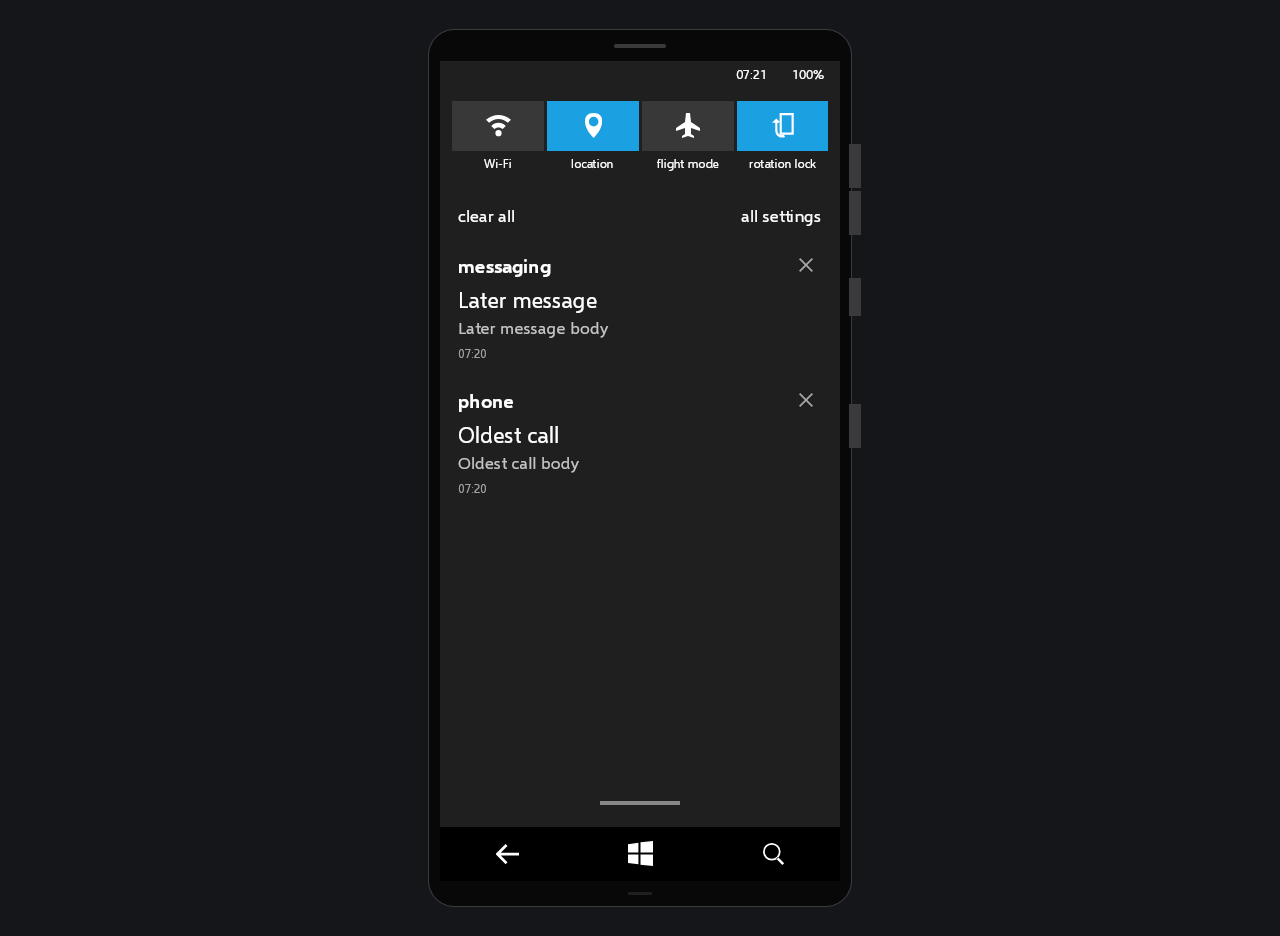 07:21 100%
Wi-Fi location flight mode rotation lock
clear all all settings
messaging
Later message
Later message body
07:20
phone
Oldest call
Oldest call body
07:20